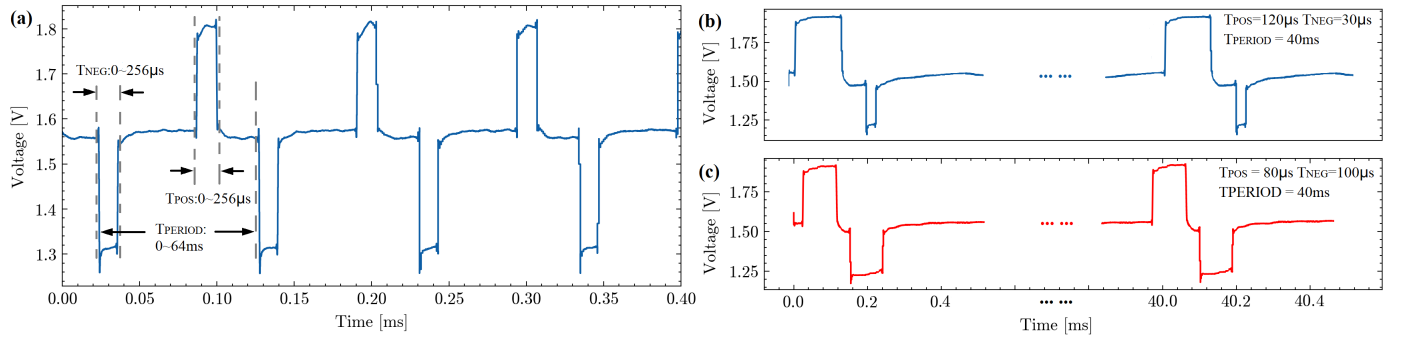 (a)
1.8
1.7
1.6
1.5
1.4
1.3
Voltage [V]
TNEG:0~256μs
TPOS:0~256μs
TPERIOD:
0~64ms
0.00 0.05 0.10 0.15 0.20 0.25 0.30 0.35 0.40
Time [ms]
(b)
1.75
1.50
1.25
Voltage [V]
TPOS=120μs TNEG=30μs
TPERIOD = 40ms
... ...
(c)
1.75
1.50
1.25
Voltage [V]
TPOS = 80μs TNEG=100μs
TPERIOD = 40ms
... ...
0.0 0.2 0.4 ... ... 40.0 40.2 40.4
Time [ms]